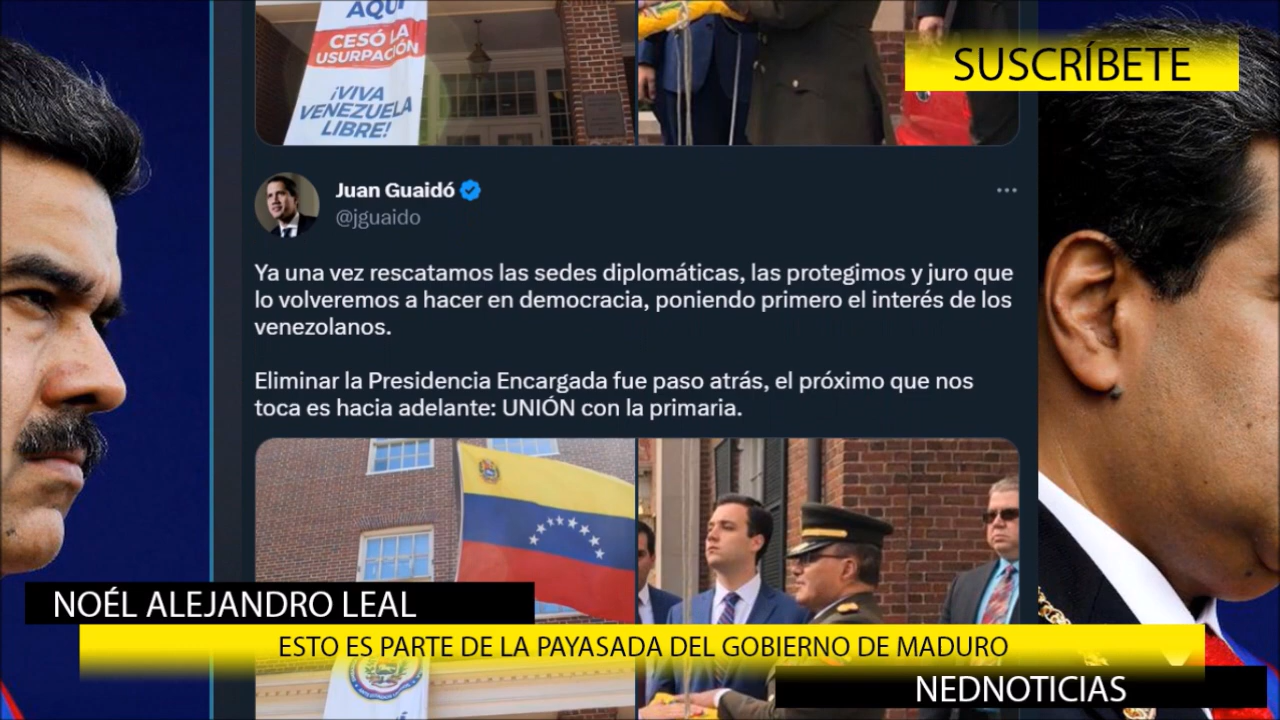 AQUÍ
CESÓ LA
USURPACIÓN
¡VIVA
VENEZUELA
LIBRE!
SUSCRÍBETE
Juan Guaidó
@jguaido
Ya una vez rescatamos las sedes diplomáticas, las protegimos y juro que
lo volveremos a hacer en democracia, poniendo primero el interés de los
venezolanos.
Eliminar la Presidencia Encargada fue paso atrás, el próximo que nos
toca es hacia adelante: UNIÓN con la primaria.
NOÉL ALEJANDRO LEAL
ESTO ES PARTE DE LA PAYASADA DEL GOBIERNO DE MADURO
NEDNOTICIAS